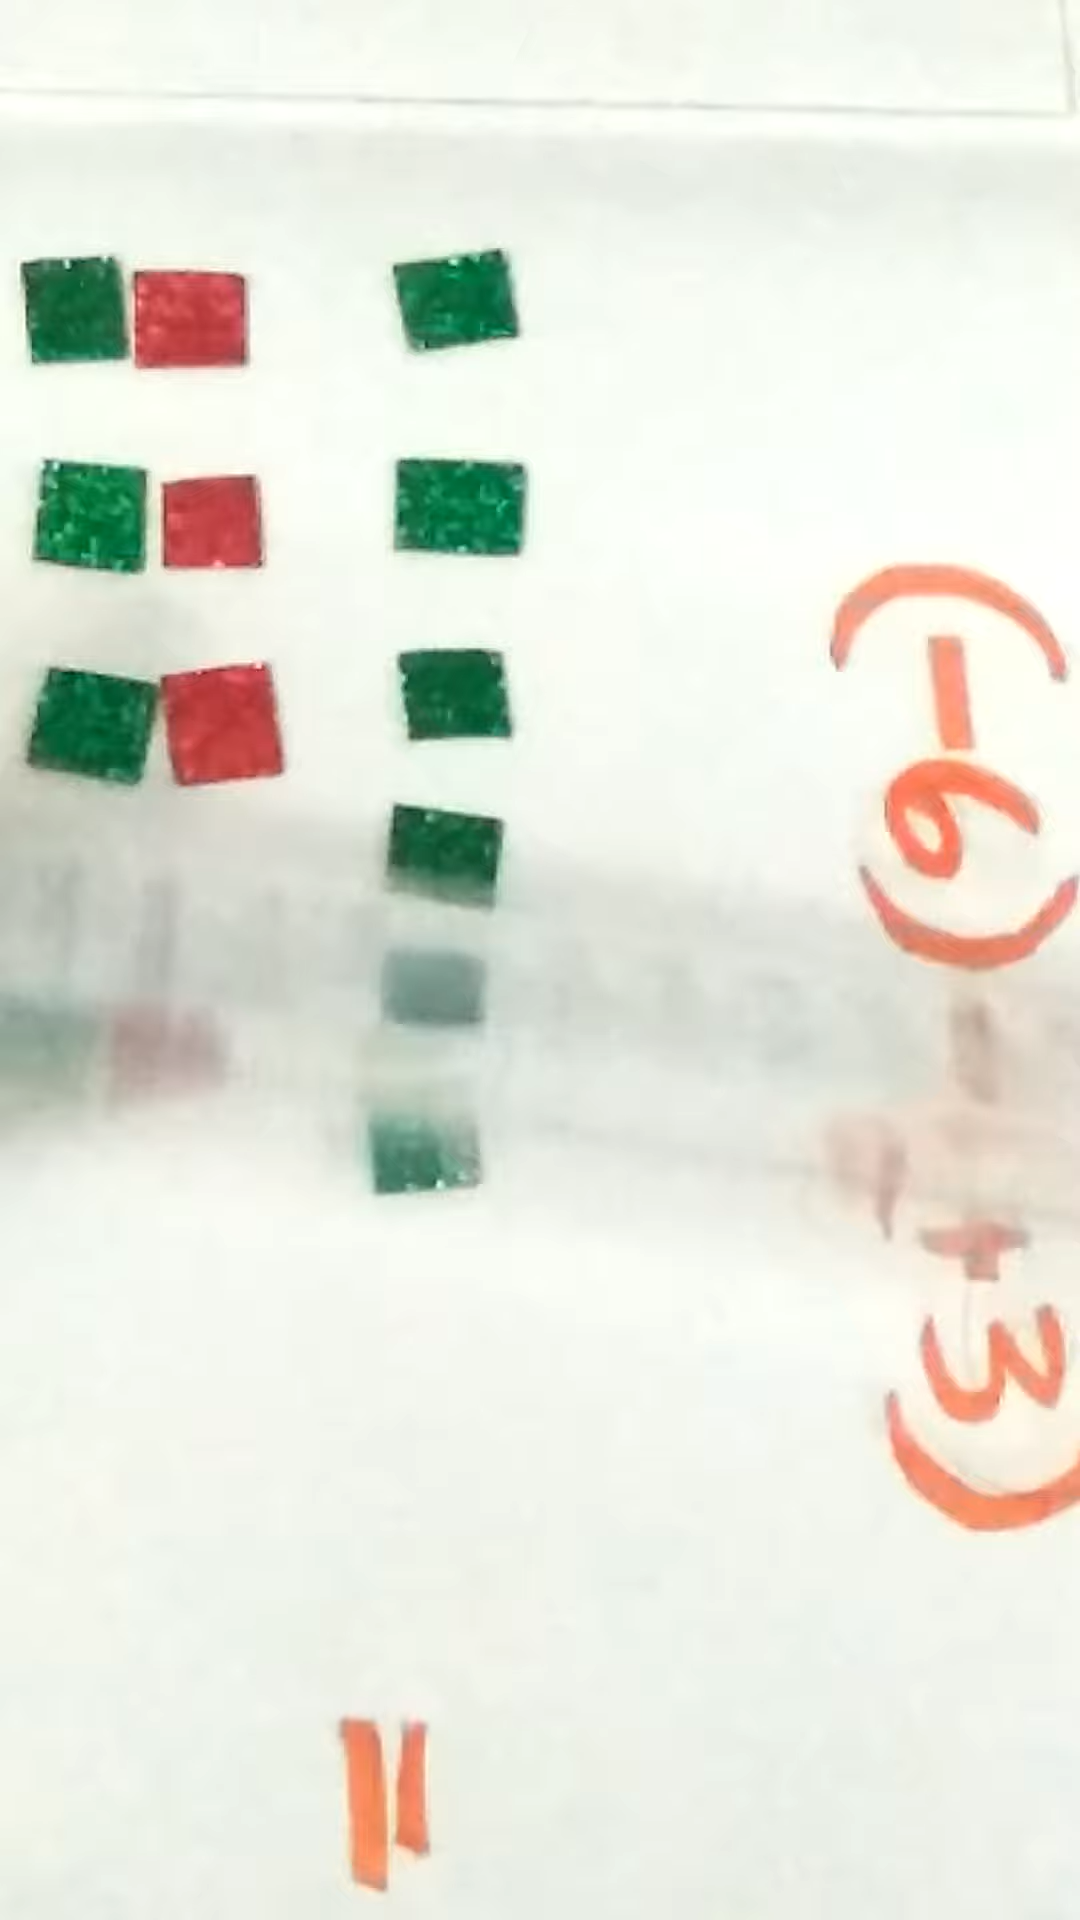 (-6) - (+3)
=